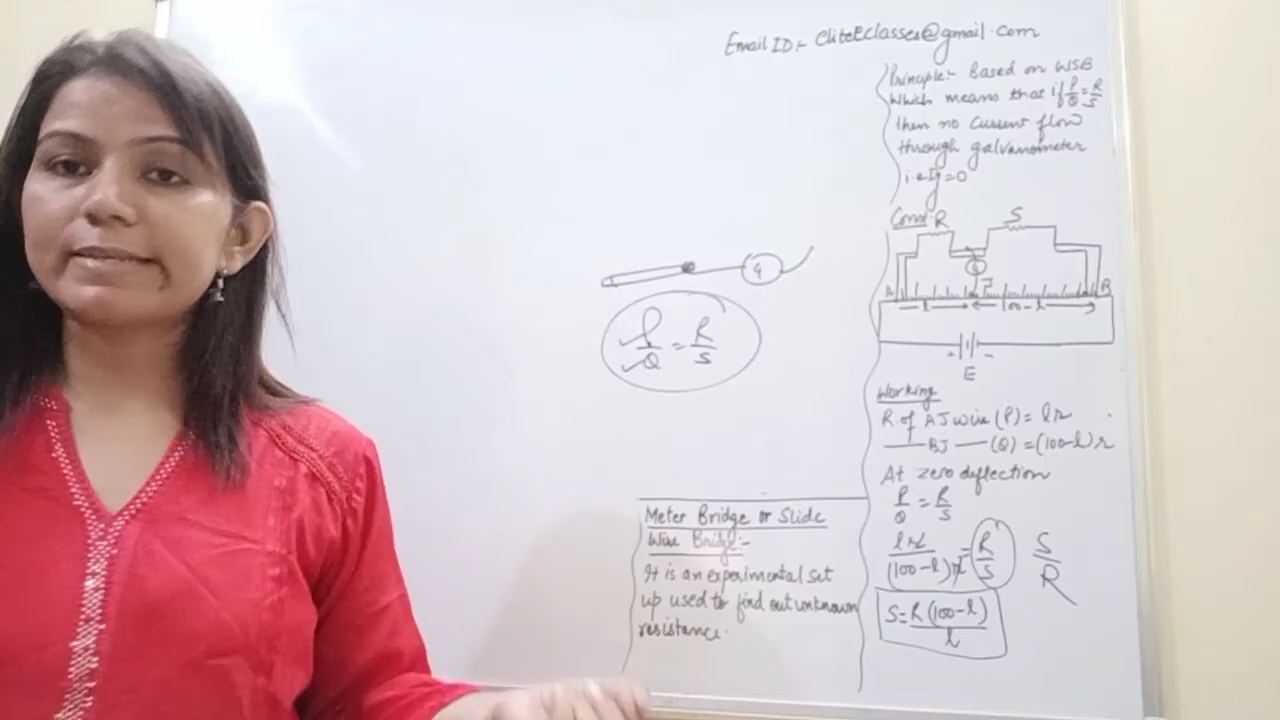 Email ID:- EliteEclasses@gmail.com
Principle:- Based on WSB
Which means that if P/Q = R/S
then no current flow
through galvanometer
i.e Ig = 0
Cons:-
R
S
G
A J B
l 100-l
+ -
E
Working
R. of AJ wire (P) = lr
—— BJ —— (Q) = (100-l) r
At zero deflection
P/Q = R/S
lr/(100-l)r = R/S
S/R
S = R(100-l)/l
G
P/Q = R/S
Meter Bridge or Slide
Wire Bridge:-
It is an experimental set
up used to find out unknown
resistance.